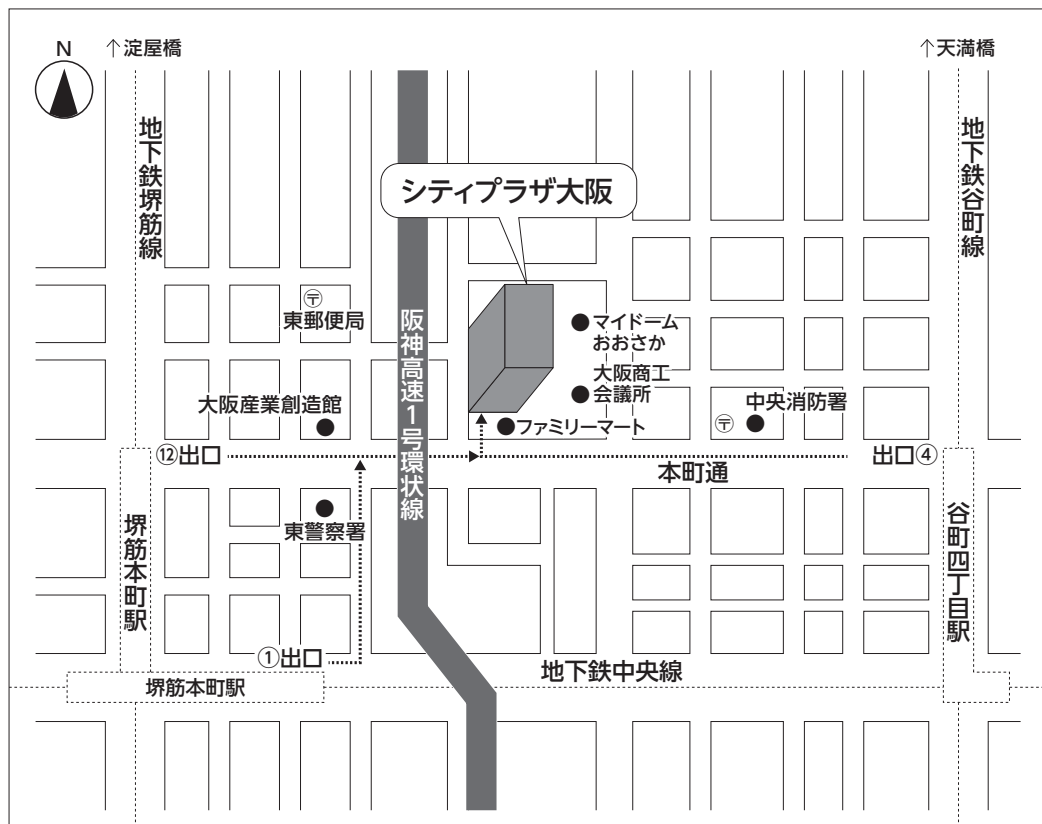 N
↑淀屋橋
↑天満橋
地下鉄堺筋線
地下鉄谷町線
シティプラザ大阪
〒
東郵便局
阪神高速1号環状線
マイドーム
おおさか
大阪商工
会議所
大阪産業創造館
ファミリーマート
中央消防署
〒
⑫出口
本町通
出口④
東警察署
堺筋本町駅
谷町四丁目駅
①出口
地下鉄中央線
堺筋本町駅